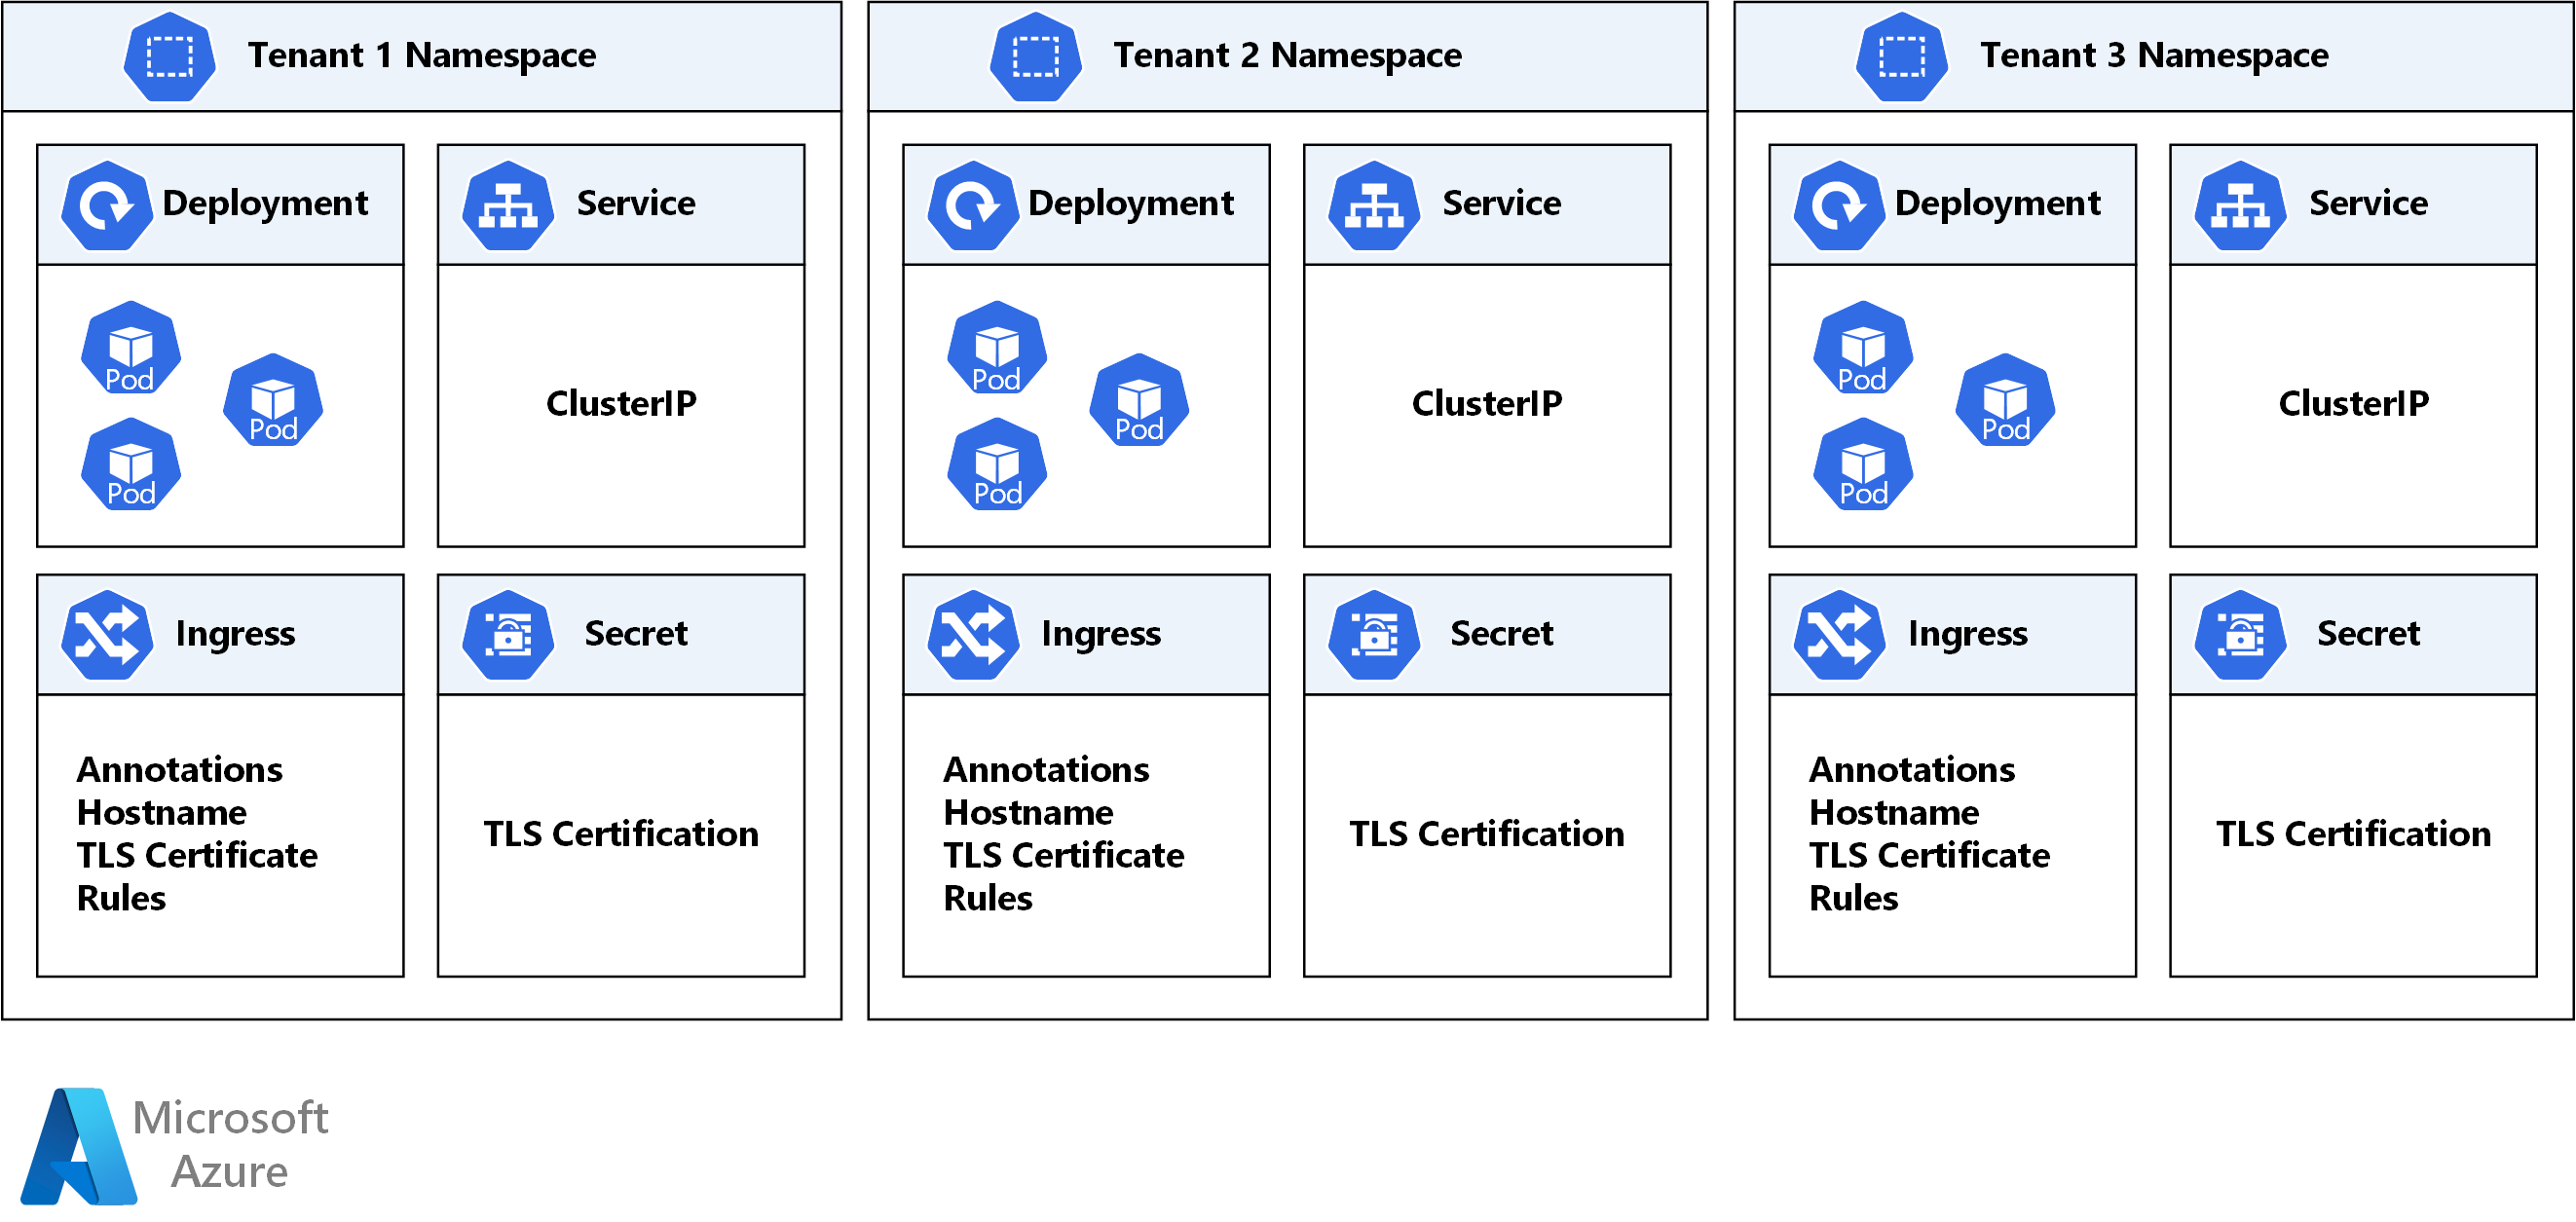 Tenant 1 Namespace
Deployment
Service
Pod
Pod
Pod
ClusterIP
Ingress
Secret
Annotations
Hostname
TLS Certificate
Rules
TLS Certification
Tenant 2 Namespace
Deployment
Service
Pod
Pod
Pod
ClusterIP
Ingress
Secret
Annotations
Hostname
TLS Certificate
Rules
TLS Certification
Tenant 3 Namespace
Deployment
Service
Pod
Pod
Pod
ClusterIP
Ingress
Secret
Annotations
Hostname
TLS Certificate
Rules
TLS Certification
Microsoft
Azure